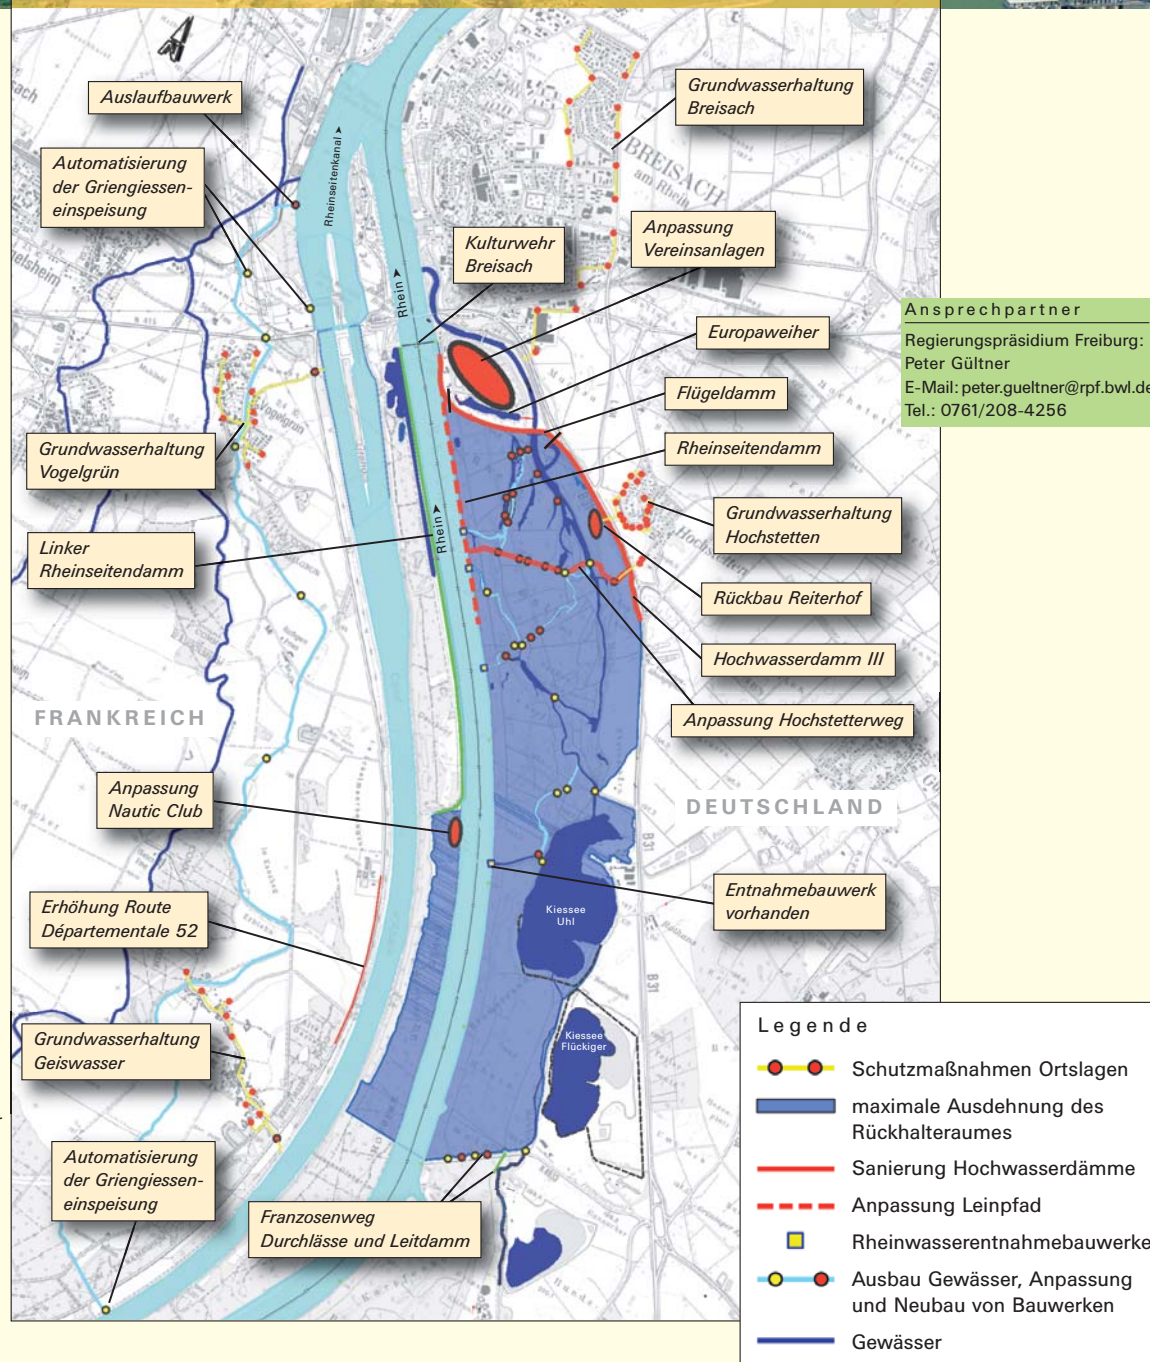 Auslaufbauwerk
Automatisierung
der Griengiessen-
einspeisung
Grundwasserhaltung
Breisach
BREISACH
am Rhein
Rheinseitenkanal
Kulturwehr
Breisach
Anpassung
Vereinsanlagen
Rhein
Europaweiher
Flügeldamm
Rheinseitendamm
Grundwasserhaltung
Vogelgrün
Grundwasserhaltung
Hochstetten
Hochstetten
Rhein
Linker
Rheinseitendamm
Rückbau Reiterhof
Hochwasserdamm III
Anpassung Hochstetterweg
FRANKREICH
DEUTSCHLAND
Anpassung
Nautic Club
B31
Entnahmebauwerk
vorhanden
Kiessee
Uhl
Erhöhung Route
Départementale 52
B31
Kiessee
Flückiger
Grundwasserhaltung
Geiswasser
Automatisierung
der Griengiessen-
einspeisung
Franzosenweg
Durchlässe und Leitdamm
Ansprechpartner
Regierungspräsidium Freiburg:
Peter Gültner
E-Mail: peter.gueltner@rpf.bwl.de
Tel.: 0761/208-4256
Legende
Schutzmaßnahmen Ortslagen
maximale Ausdehnung des
Rückhalteraumes
Sanierung Hochwasserdämme
Anpassung Leinpfad
Rheinwasserentnahmebauwerke
Ausbau Gewässer, Anpassung
und Neubau von Bauwerken
Gewässer